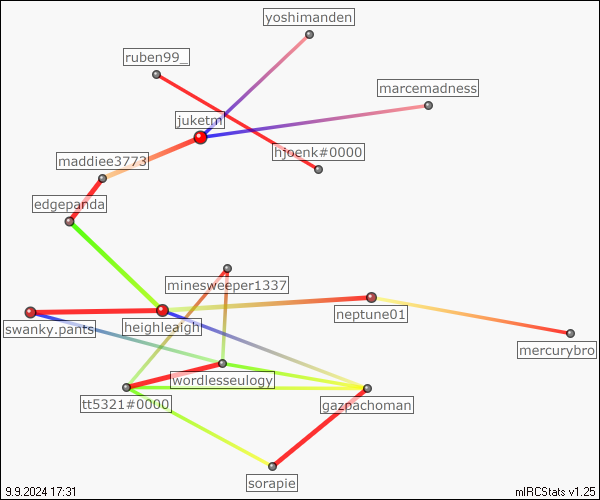 yoshimanden
ruben99_
marcemadness
juketm
hjoenk#0000
maddiee3773
edgepanda
minesweeper1337
neptune01
swanky.pants
heighleaigh
mercurybro
wordlesseulogy
tt5321#0000
gazpachoman
sorapie
9.9.2024 17:31
mIRCStats v1.25